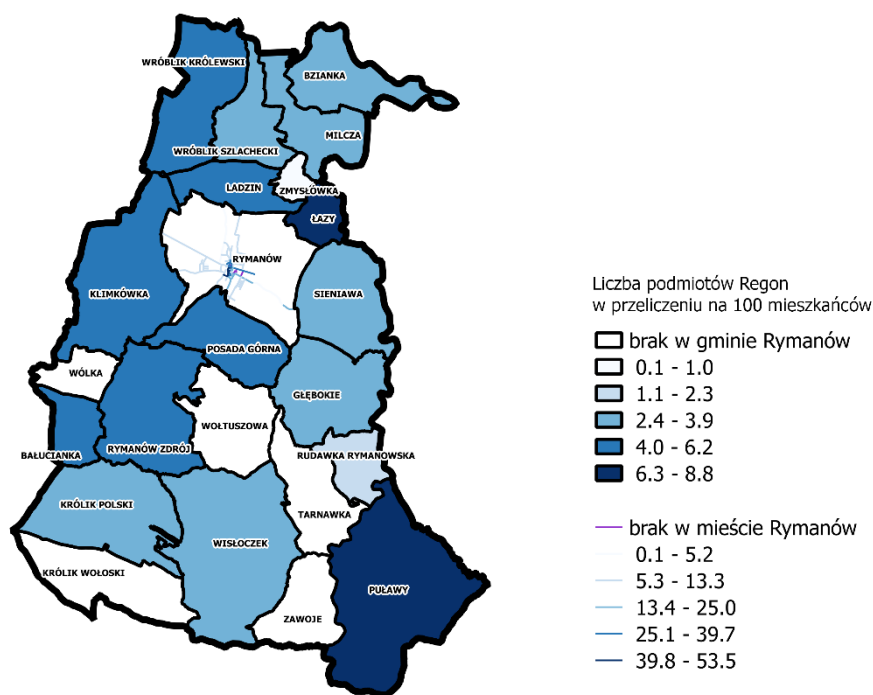 WRÓBLIK KRÓLEWSKI
BZIANKA
MILCZA
WRÓBLIK SZLACHECKI
LADZIN
ZMYSŁÓWKA
ŁAZY
RYMANÓW
KLIMKÓWKA
SIENIAWA
POSADA GÓRNA
WÓLKA
GŁĘBOKIE
WOŁTUSZOWA
BAŁUCIANKA
RYMANÓW ZDRÓJ
RUDAWKA RYMANOWSKA
KRÓLIK POLSKI
TARNAWKA
WISŁOCZEK
KRÓLIK WOŁOSKI
PUŁAWY
ZAWOJE
Liczba podmiotów Regon
w przeliczeniu na 100 mieszkańców
brak w gminie Rymanów
0.1 - 1.0
1.1 - 2.3
2.4 - 3.9
4.0 - 6.2
6.3 - 8.8
brak w mieście Rymanów
0.1 - 5.2
5.3 - 13.3
13.4 - 25.0
25.1 - 39.7
39.8 - 53.5